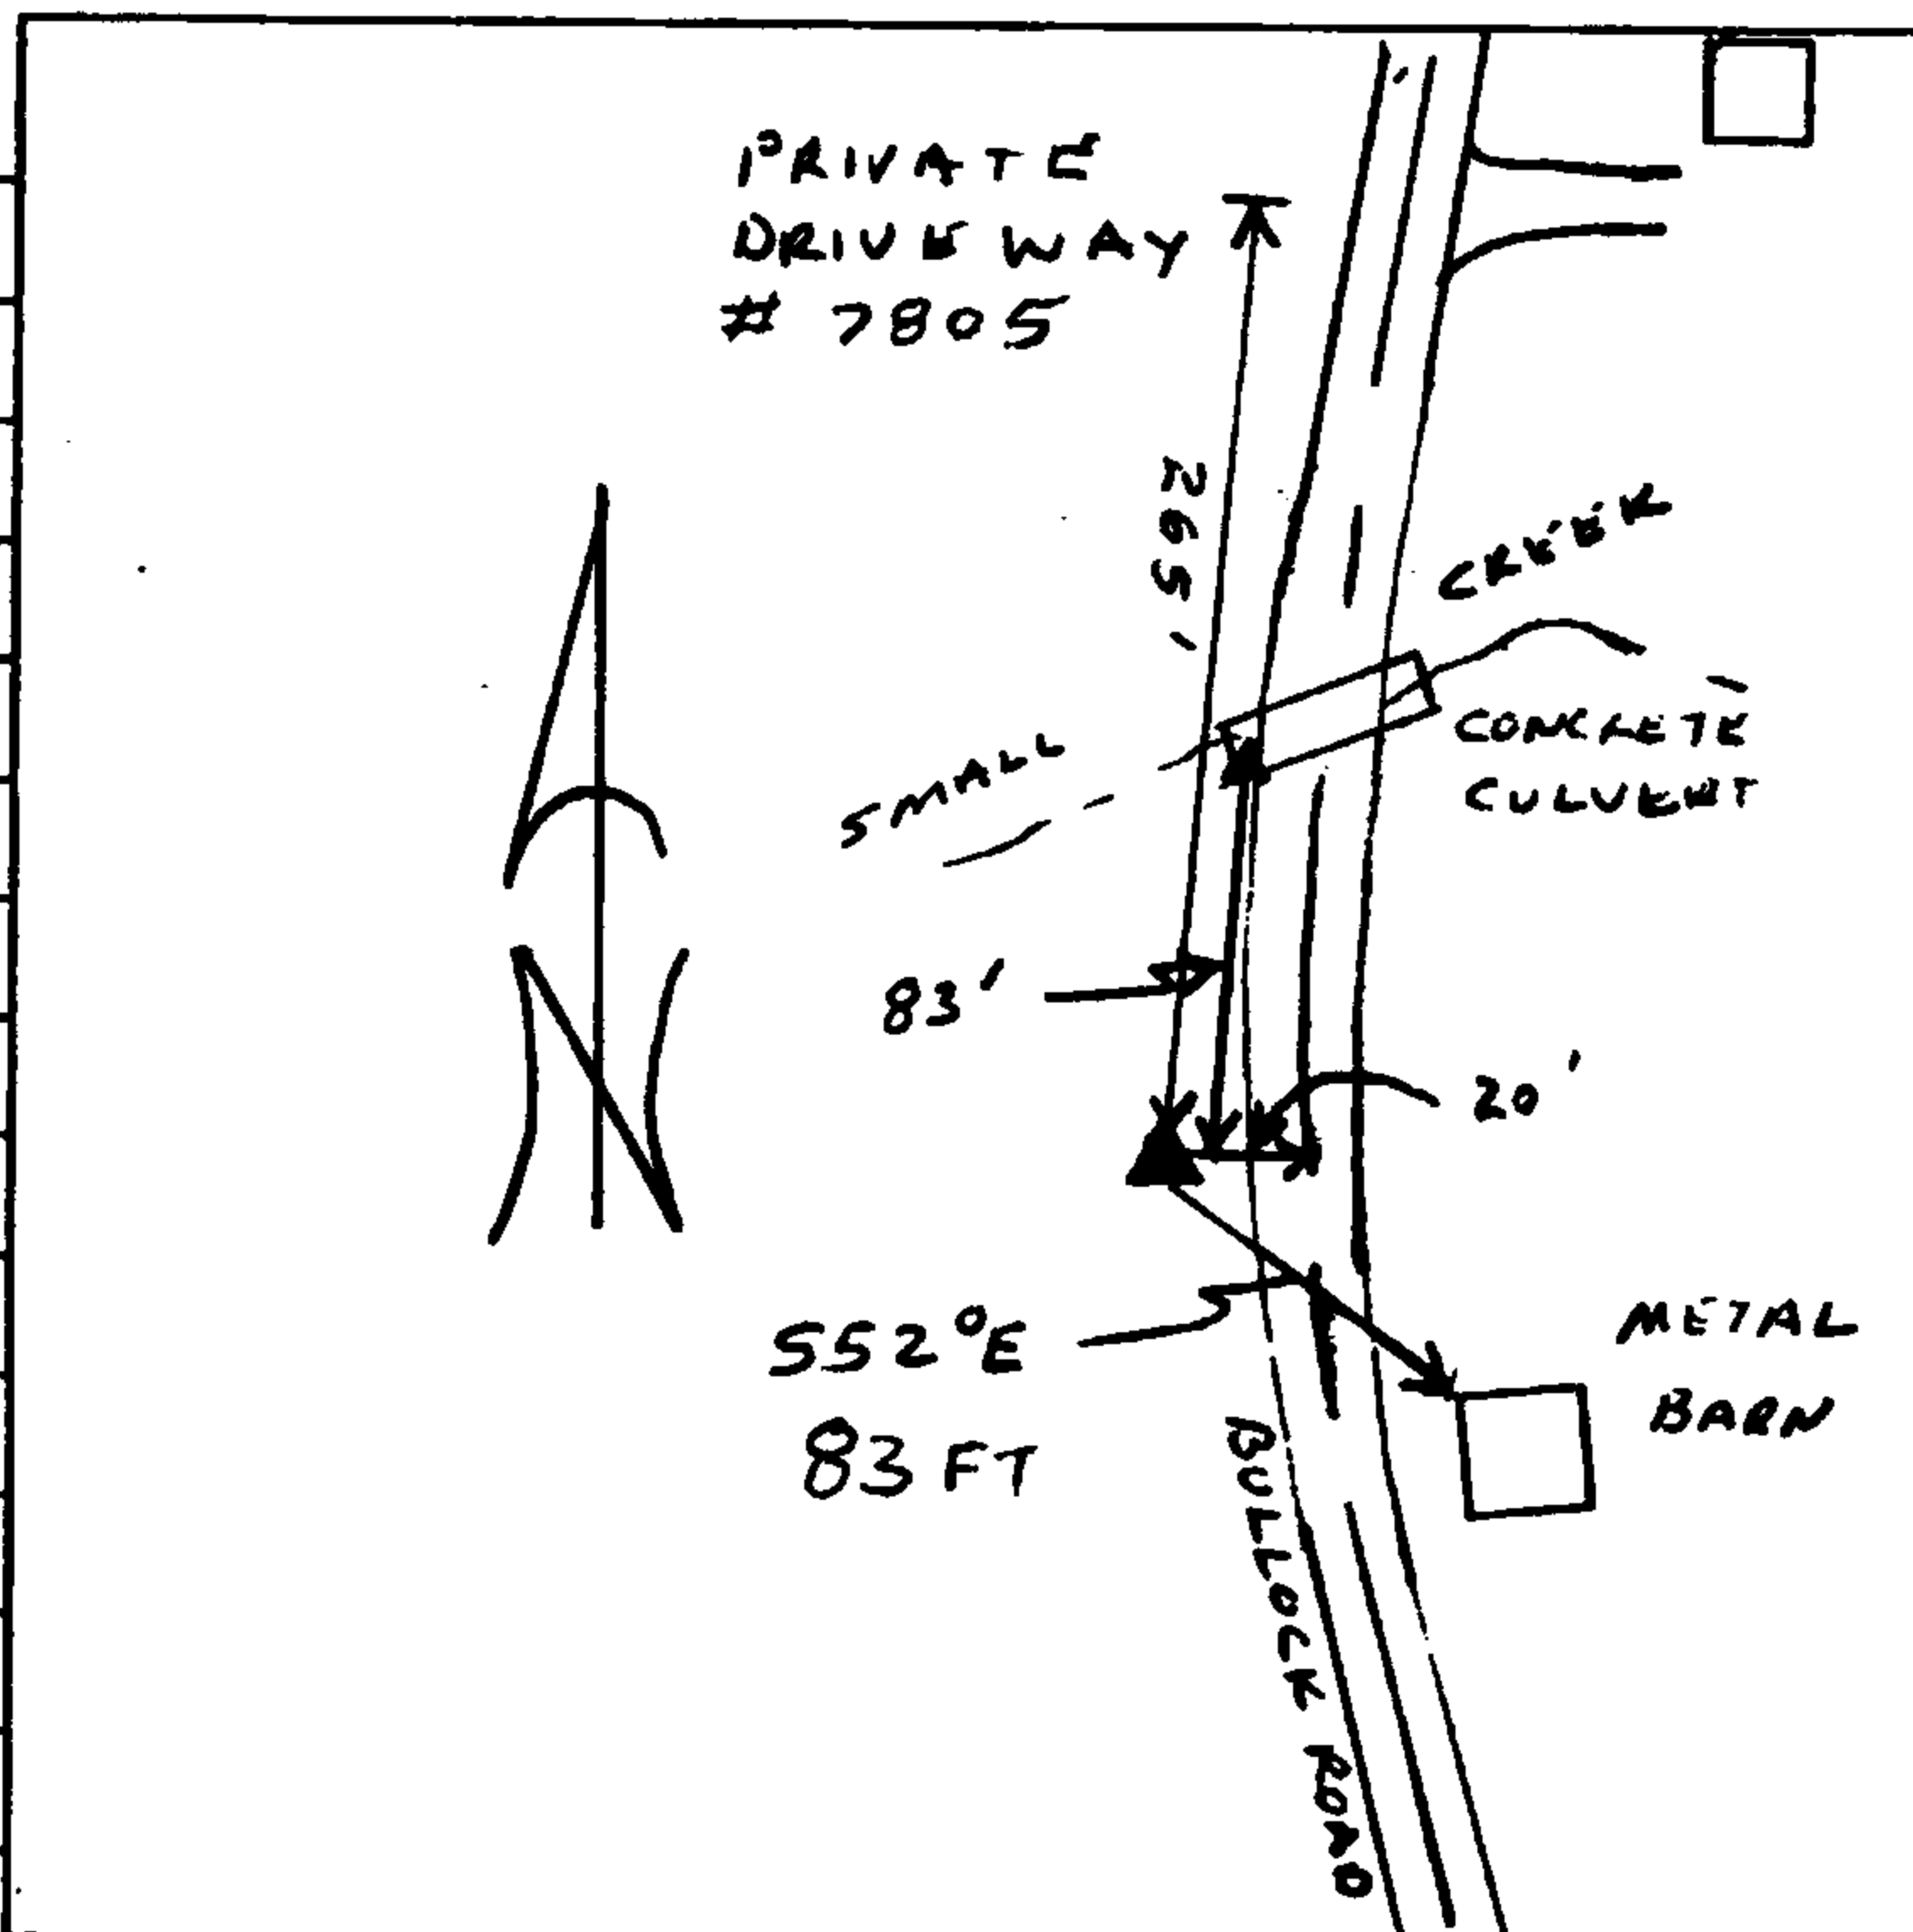 PRIVATE
DRIVEWAY
# 7805
265'
CREEK
SMALL
CONCRETE
CULVERT
83'
20'
S52°E
83 FT
METAL
BARN
BULLOCK ROAD
N